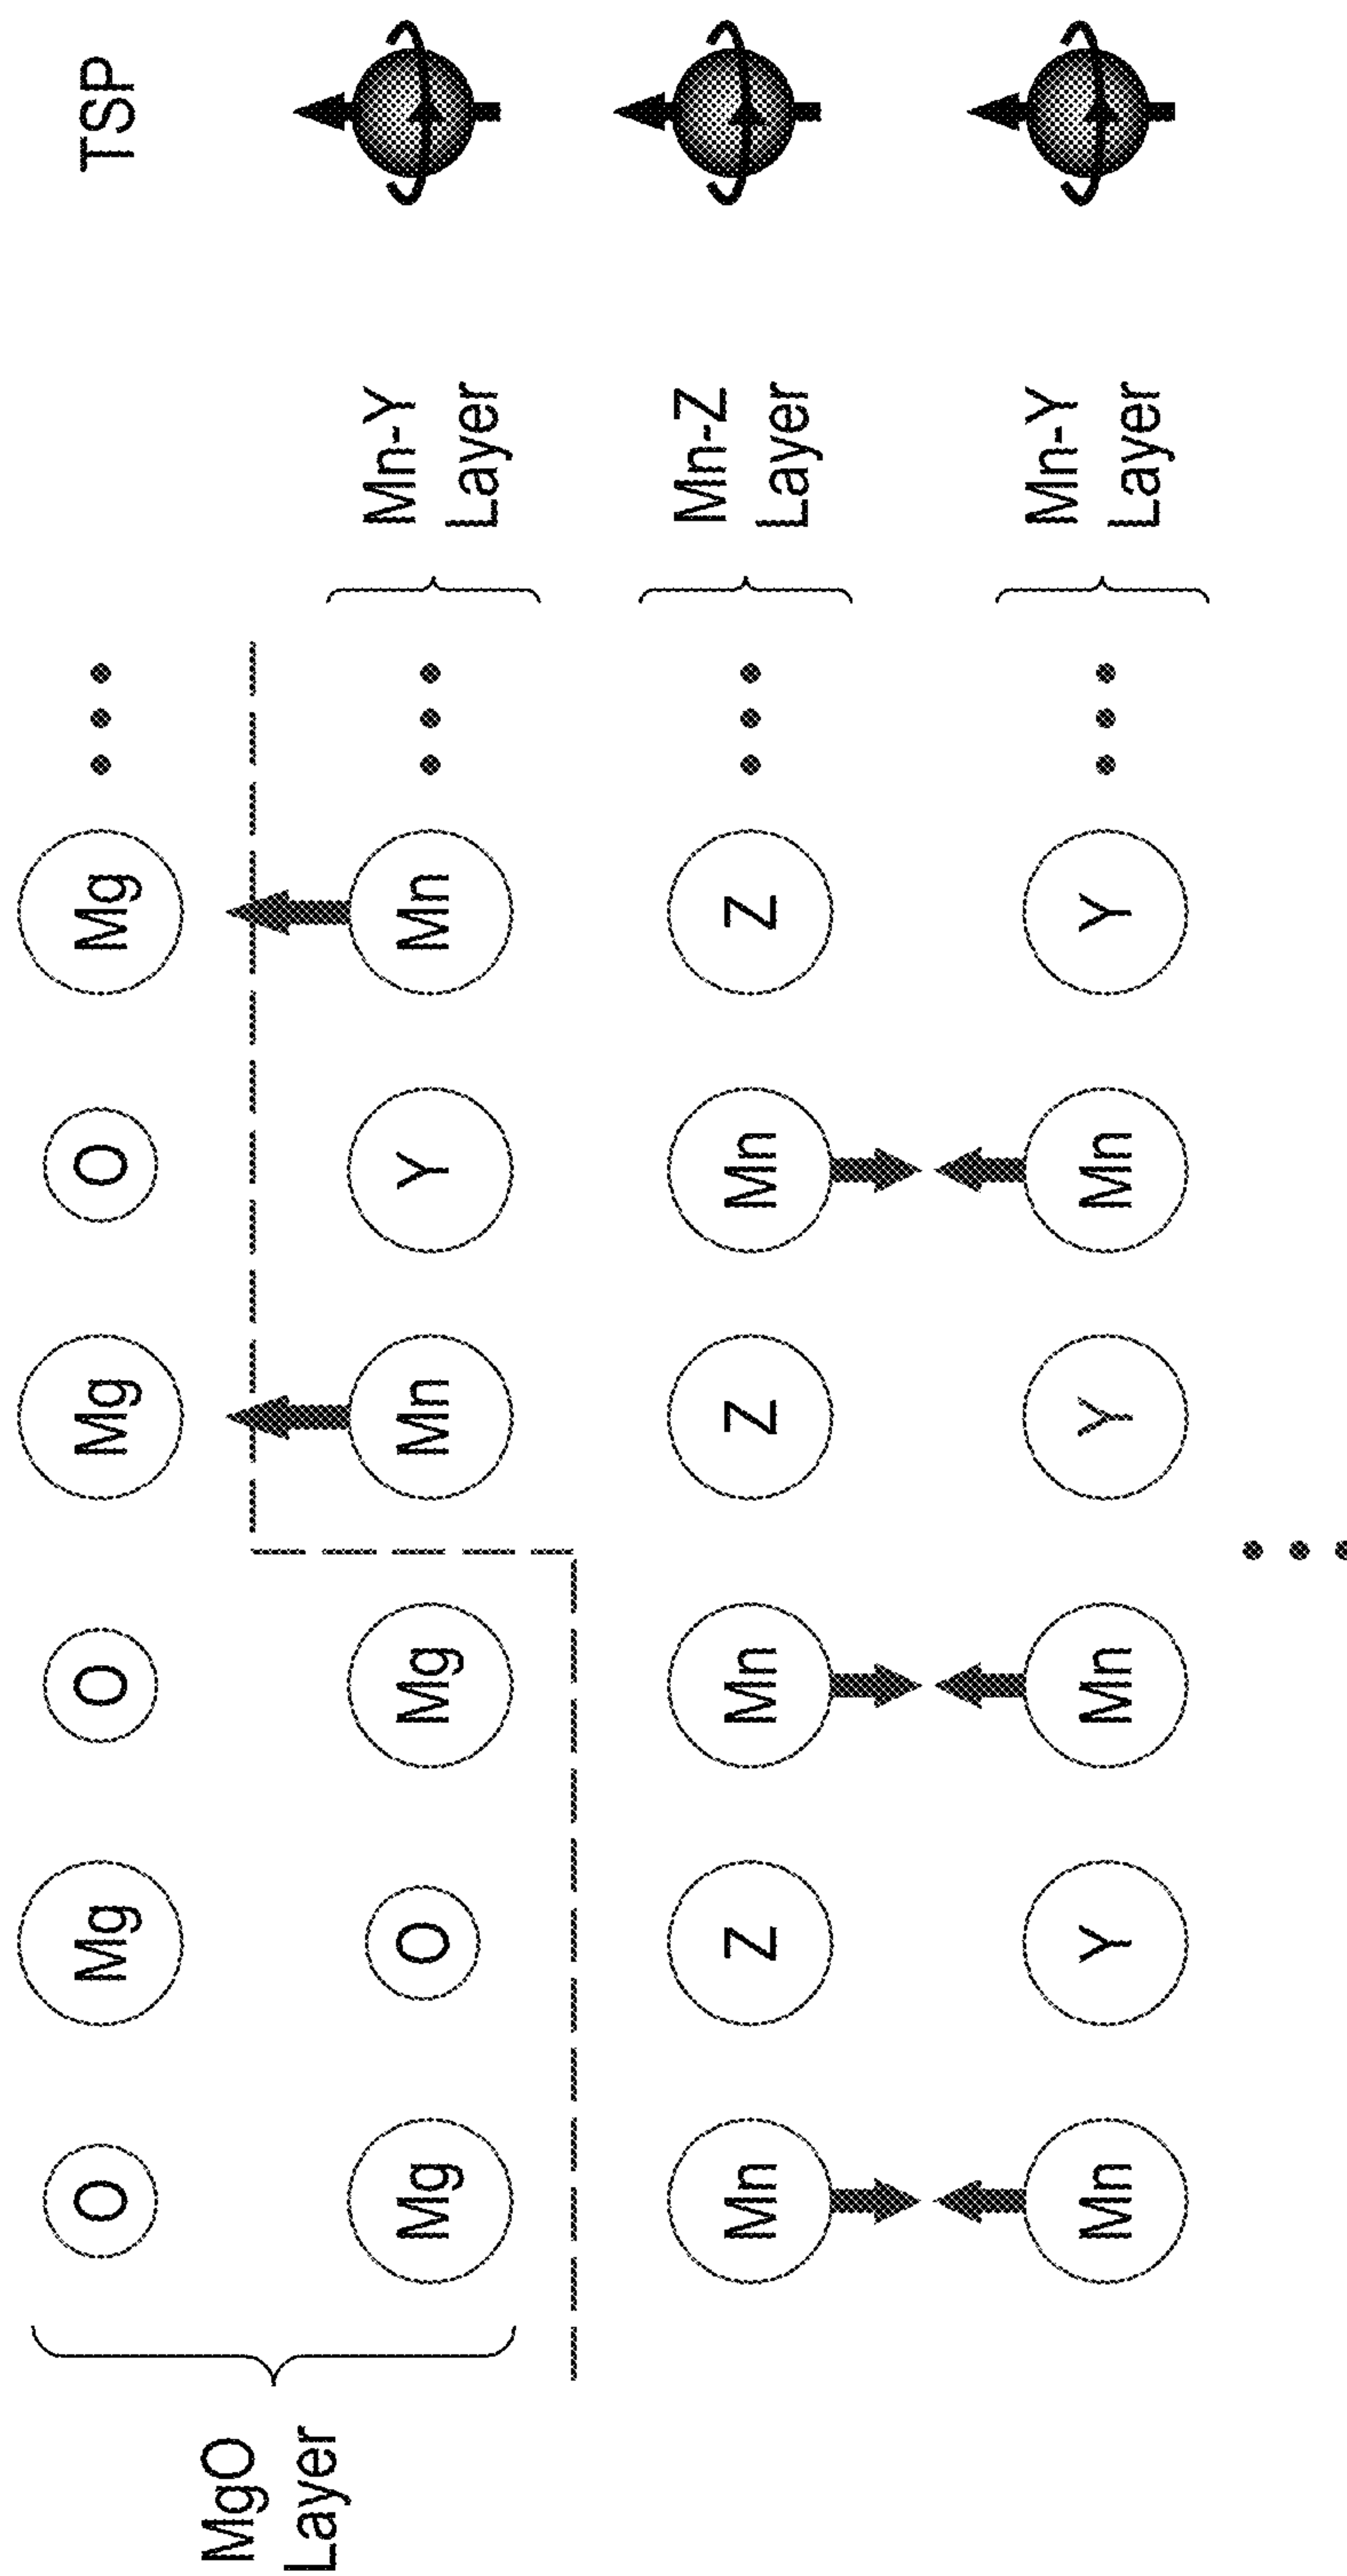 O Mg O Mg O Mg • • • TSP
MgO
Layer
Mg O Mg Mn Y Mn • • • Mn-Y
Layer
Mn Z Mn Z Mn Z • • • Mn-Z
Layer
Mn Y Mn Y Mn Y • • • Mn-Y
Layer